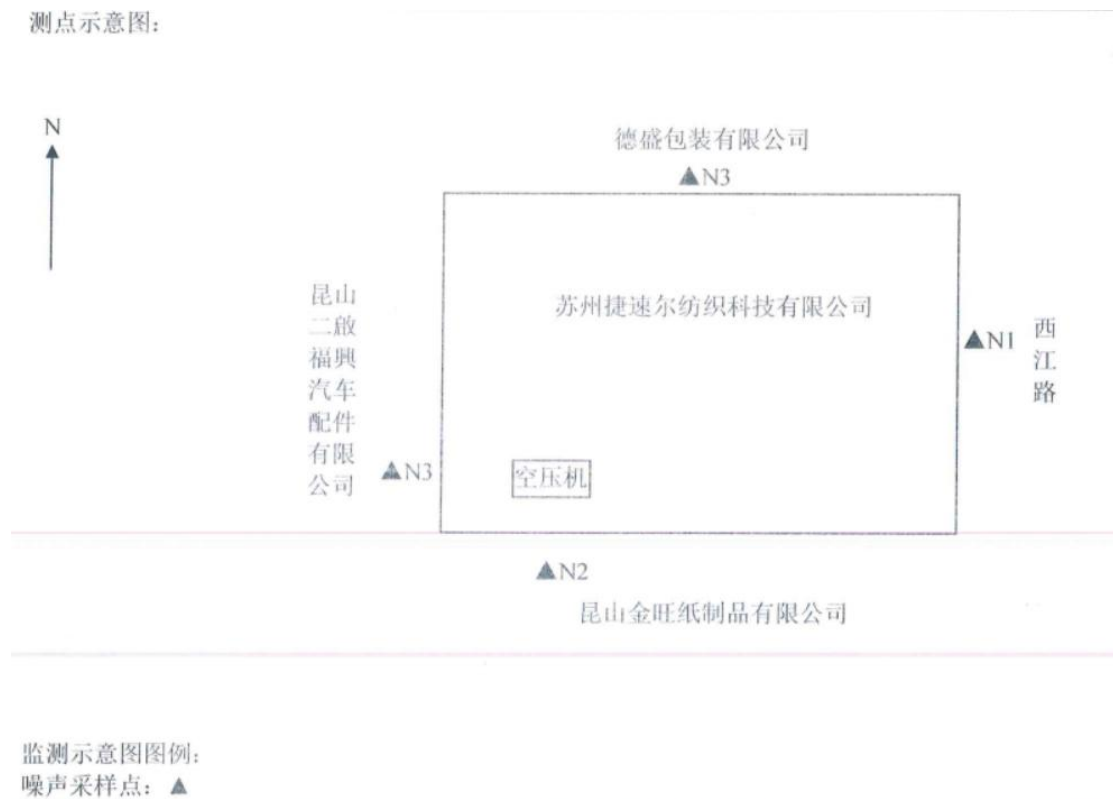 测点示意图:
N
德盛包装有限公司
▲N3
苏州捷速尔纺织科技有限公司
▲N1
西
江
路
昆山
二啟
福興
汽车
配件
有限
公司
▲N3
空压机
▲N2
昆山金旺纸制品有限公司
监测示意图图例:
噪声采样点: ▲